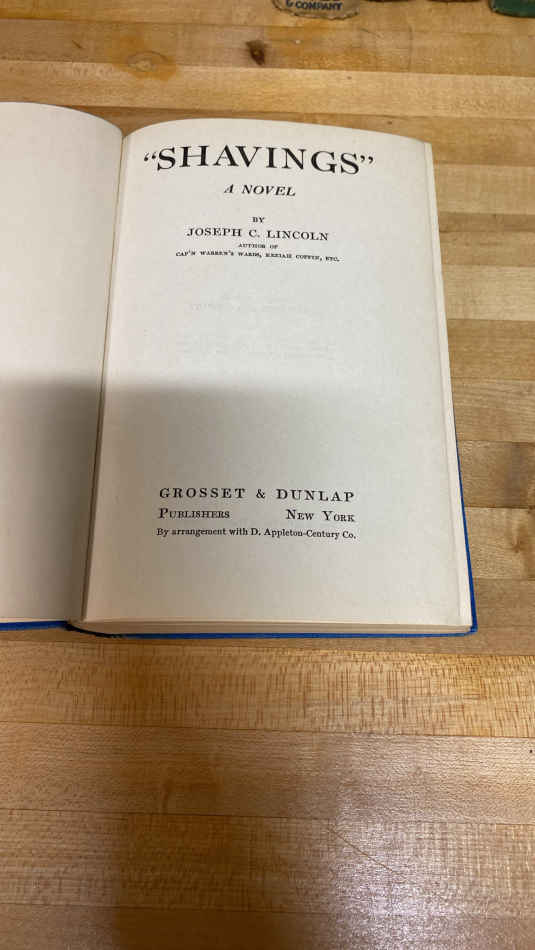 & COMPANY
"SHAVINGS"
A NOVEL
BY
JOSEPH C. LINCOLN
AUTHOR OF
CAP'N WARREN'S WARDS, KEZIAH COFFIN, ETC.
GROSSET & DUNLAP
PUBLISHERS NEW YORK
By arrangement with D. Appleton-Century Co.